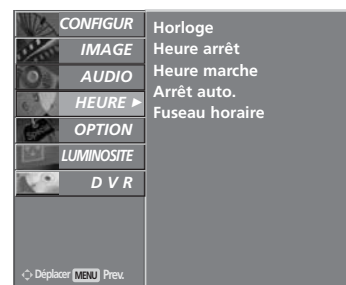 CONFIGUR
IMAGE
AUDIO
HEURE ►
OPTION
LUMINOSITE
D V R
Horloge
Heure arrêt
Heure marche
Arrêt auto.
Fuseau horaire
Déplacer MENU Prev.